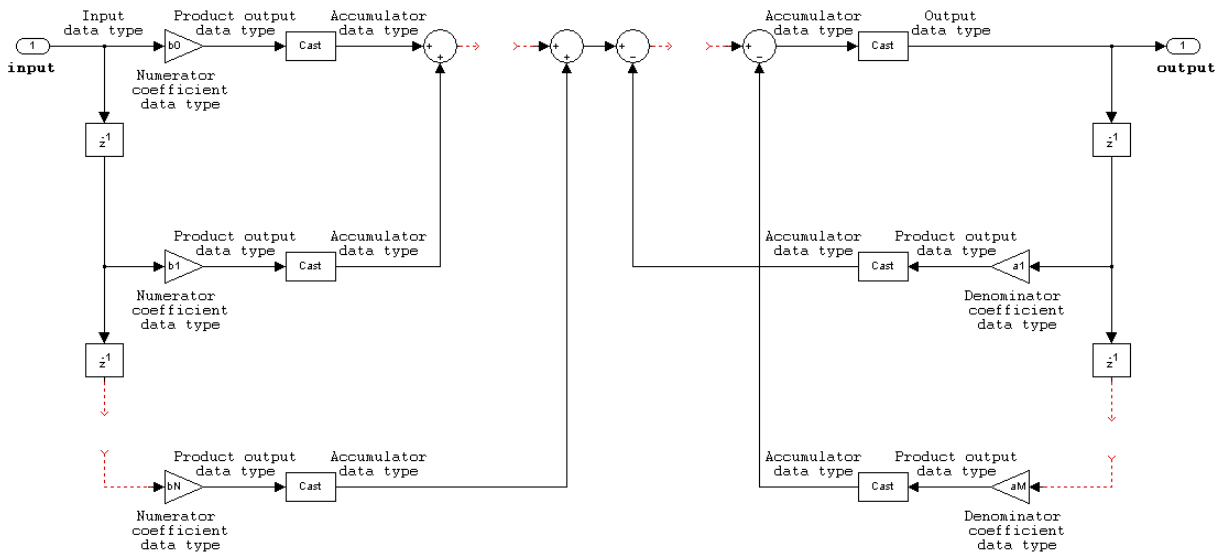 Input
data type
Product output
data type
Accumulator
data type
Accumulator
data type
Output
data type
1
input
b0
Cast
+
+
+
+
+
−
+
−
Cast
1
output
Numerator
coefficient
data type
z-1
z-1
Product output
data type
Accumulator
data type
Accumulator
data type
Product output
data type
b1
Cast
Cast
a1
Numerator
coefficient
data type
Denominator
coefficient
data type
z-1
z-1
Product output
data type
Accumulator
data type
Accumulator
data type
Product output
data type
bN
Cast
Cast
aM
Numerator
coefficient
data type
Denominator
coefficient
data type